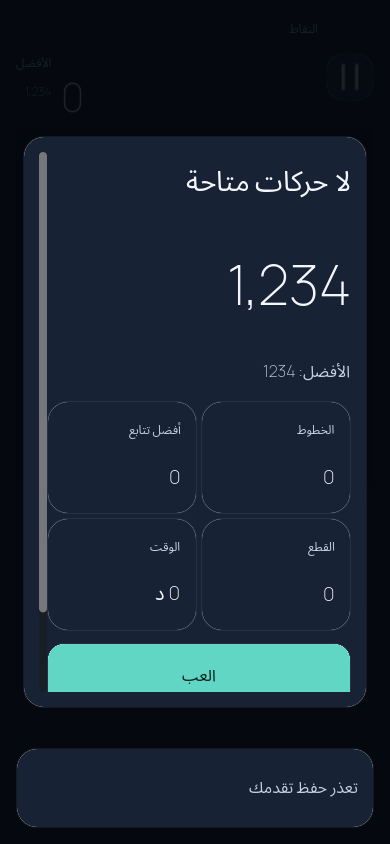 النقاط
الأفضل
1234
0
لا حركات متاحة
1,234
الأفضل: 1234
الخطوط
0
أفضل تتابع
0
القطع
0
الوقت
0 د
العب
تعذر حفظ تقدمك